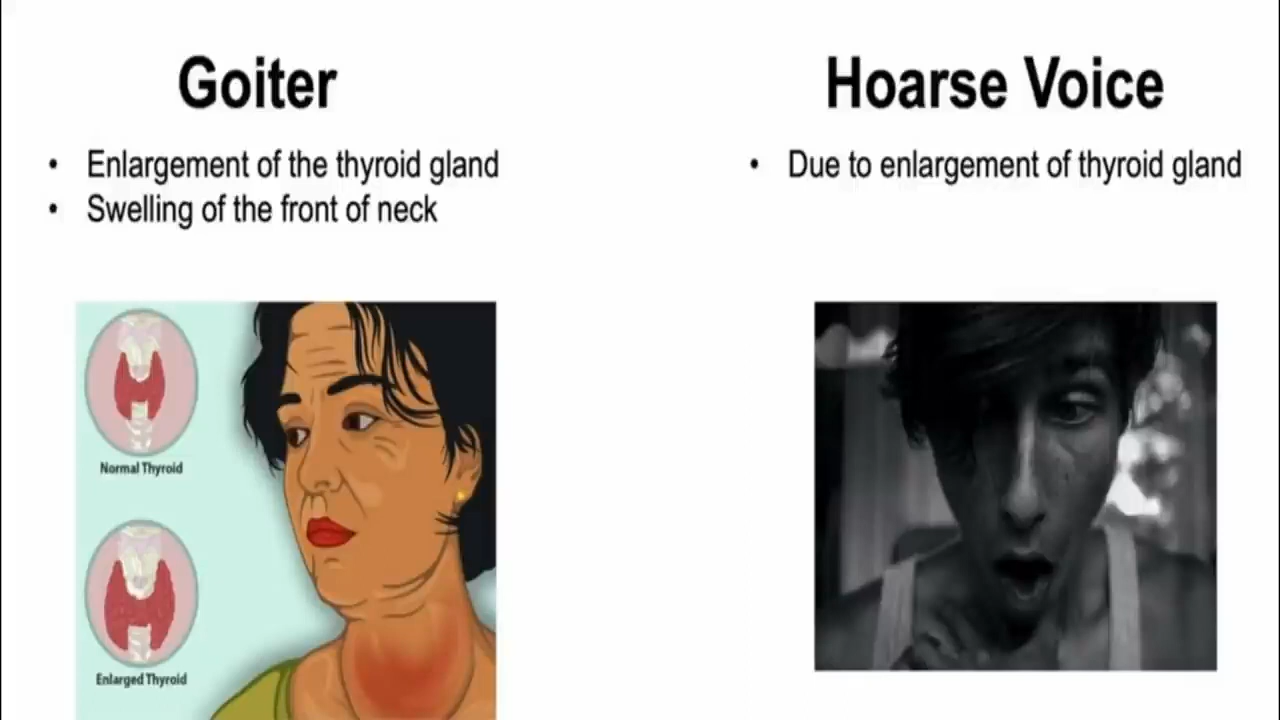 Goiter
• Enlargement of the thyroid gland
• Swelling of the front of neck
Normal Thyroid
Enlarged Thyroid
Hoarse Voice
• Due to enlargement of thyroid gland